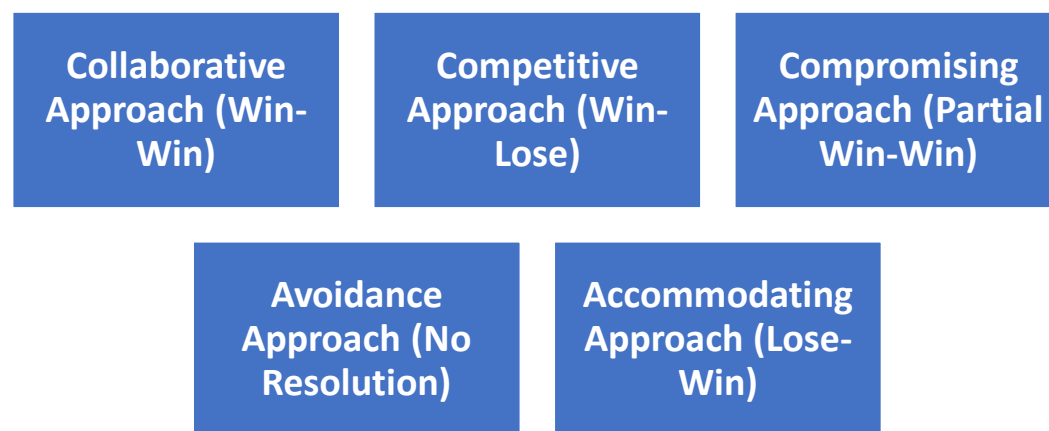 Collaborative
Approach (Win-
Win)
Competitive
Approach (Win-
Lose)
Compromising
Approach (Partial
Win-Win)
Avoidance
Approach (No
Resolution)
Accommodating
Approach (Lose-
Win)